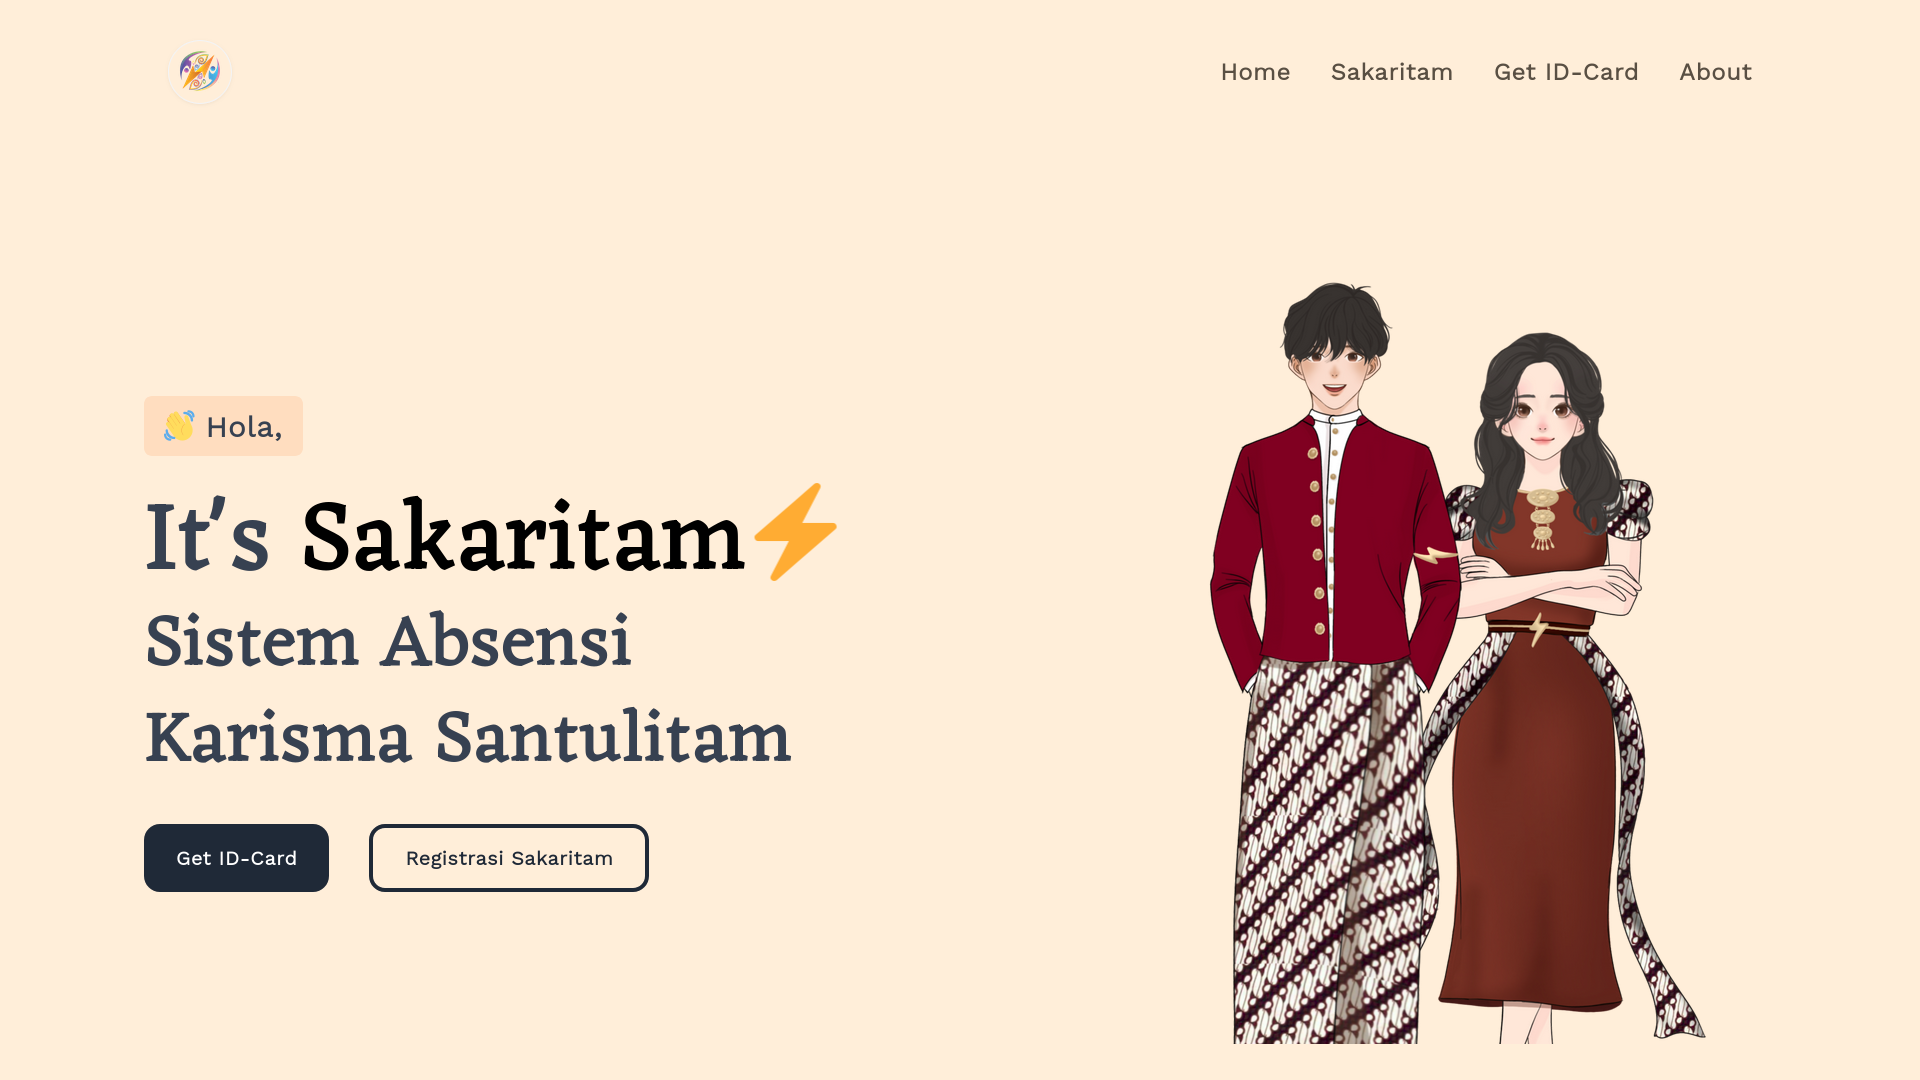 Home Sakaritam Get ID-Card About
👋 Hola,
It's Sakaritam⚡
Sistem Absensi
Karisma Santulitam
Get ID-Card Registrasi Sakaritam